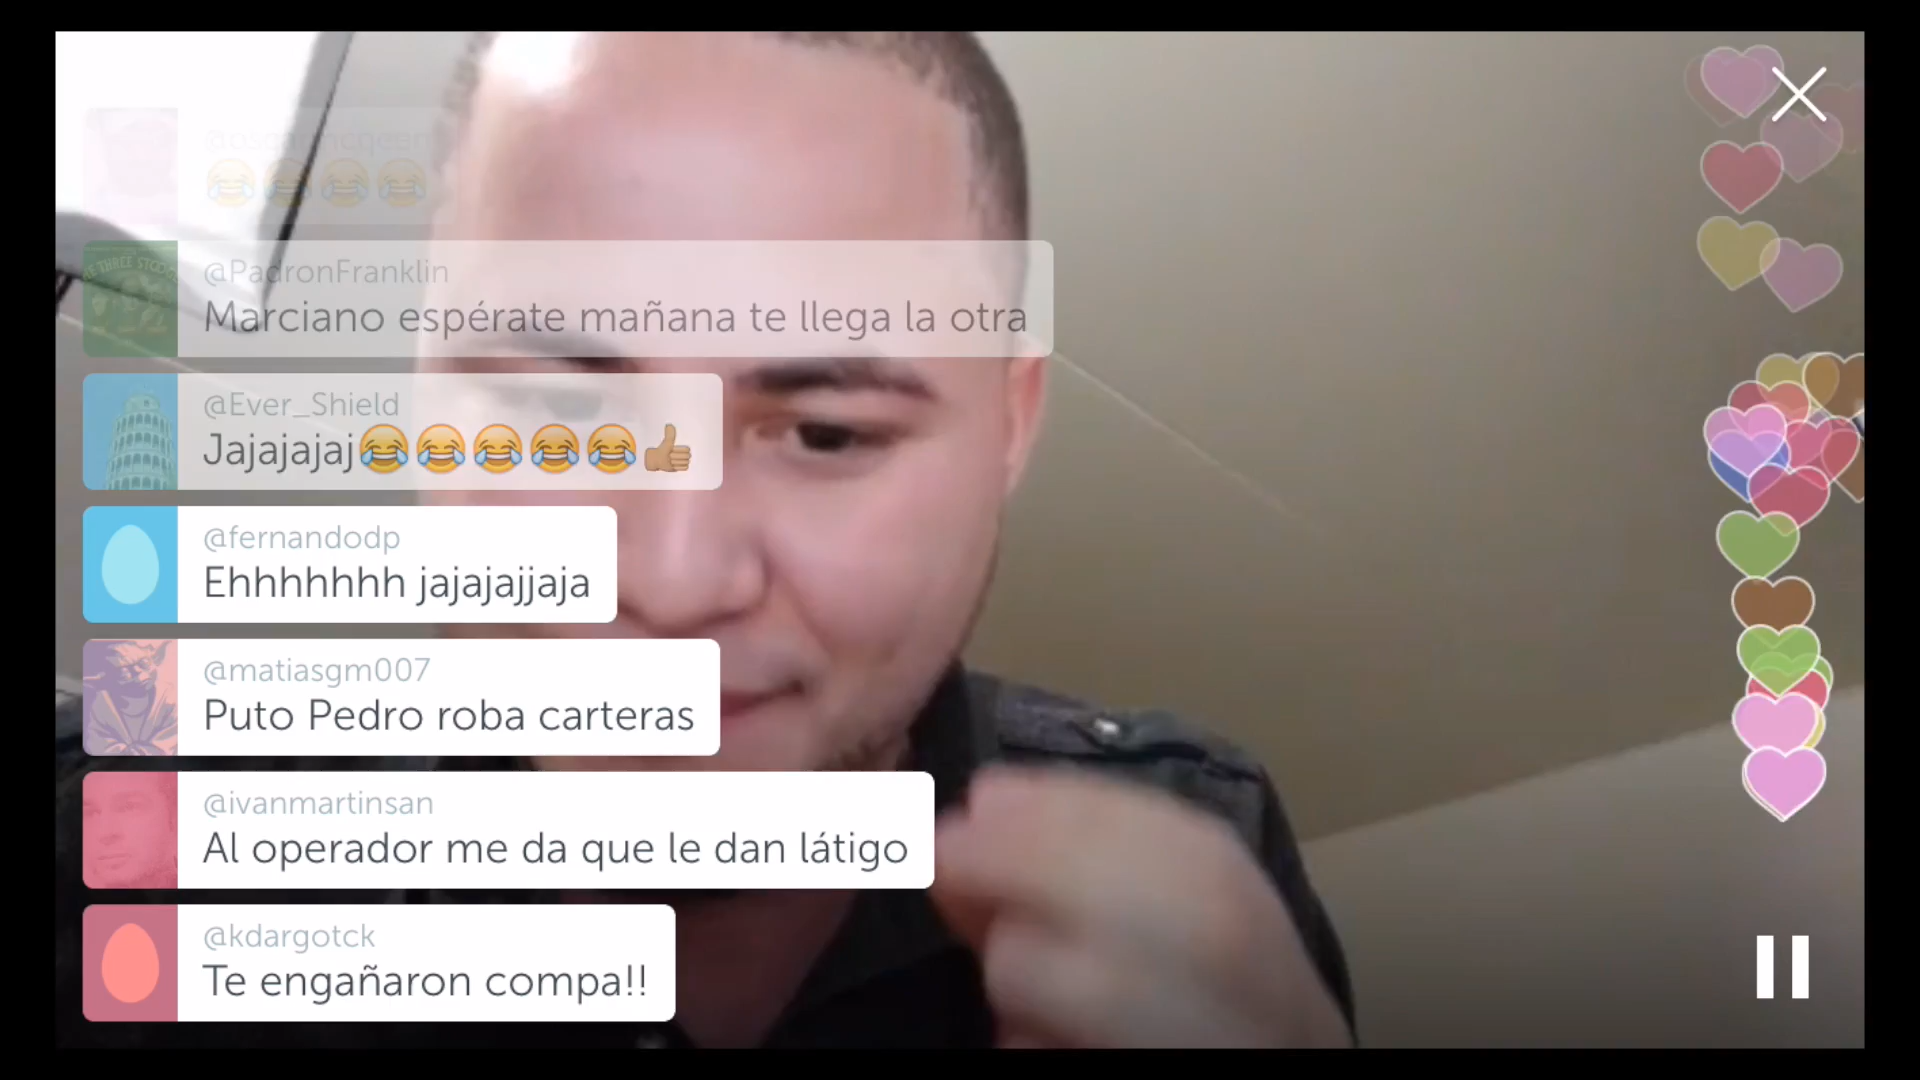 😂😂😂😂
@PadronFranklin
Marciano espérate mañana te llega la otra
@Ever_Shield
Jajajajaj😂😂😂😂😂👍🏽
@fernandodp
Ehhhhhhh jajajajjaja
@matiasgm007
Puto Pedro roba carteras
@ivanmartinsan
Al operador me da que le dan látigo
@kdargotck
Te engañaron compa!!